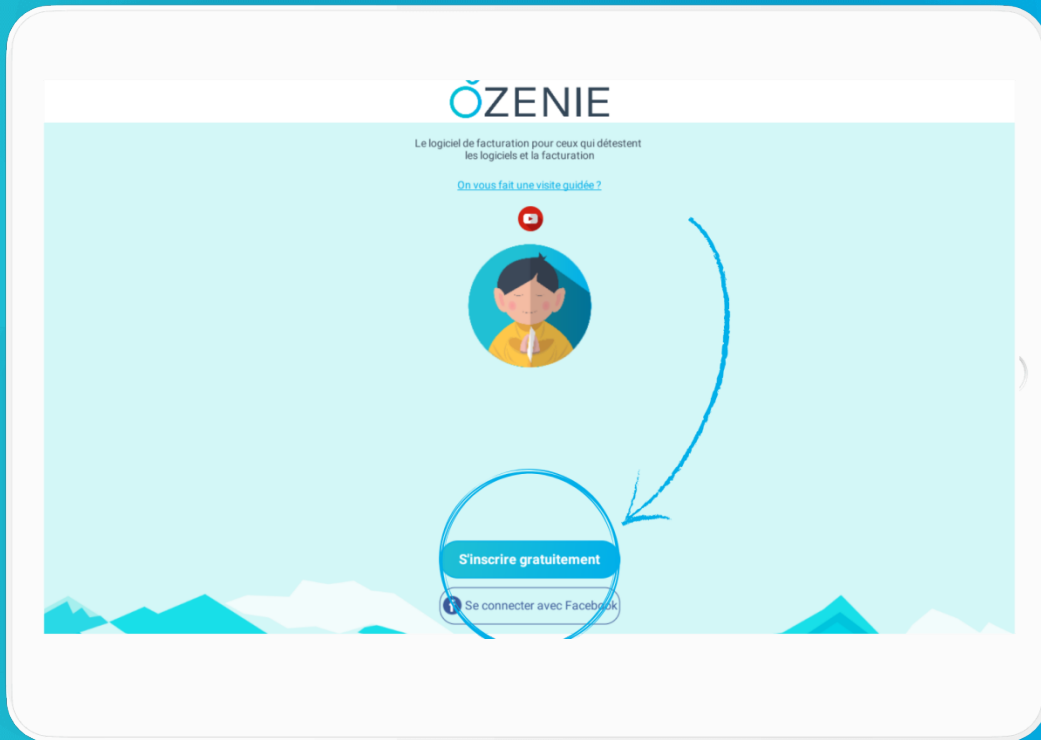 ŎZENIE
Le logiciel de facturation pour ceux qui détestent
les logiciels et la facturation
On vous fait une visite guidée ?
S'inscrire gratuitement
Se connecter avec Facebook